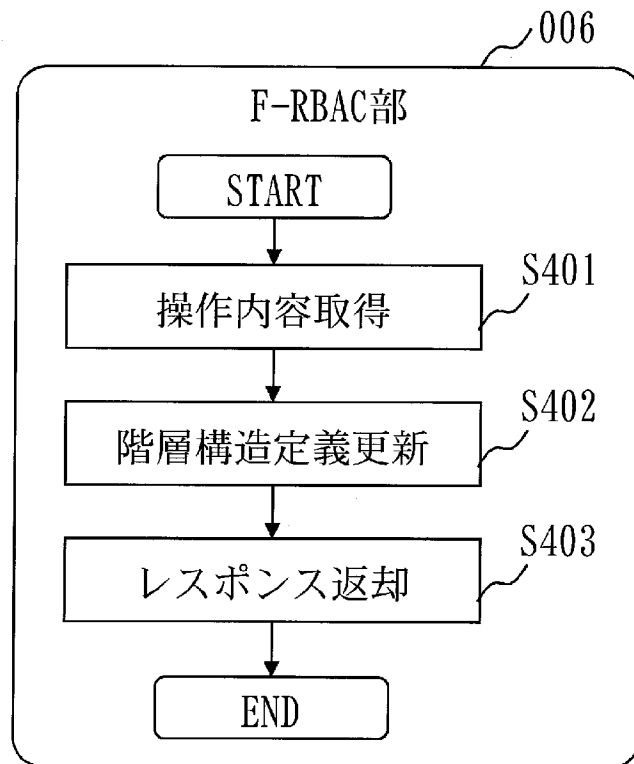 006
F-RBAC部
START
S401
操作内容取得
S402
階層構造定義更新
S403
レスポンス返却
END